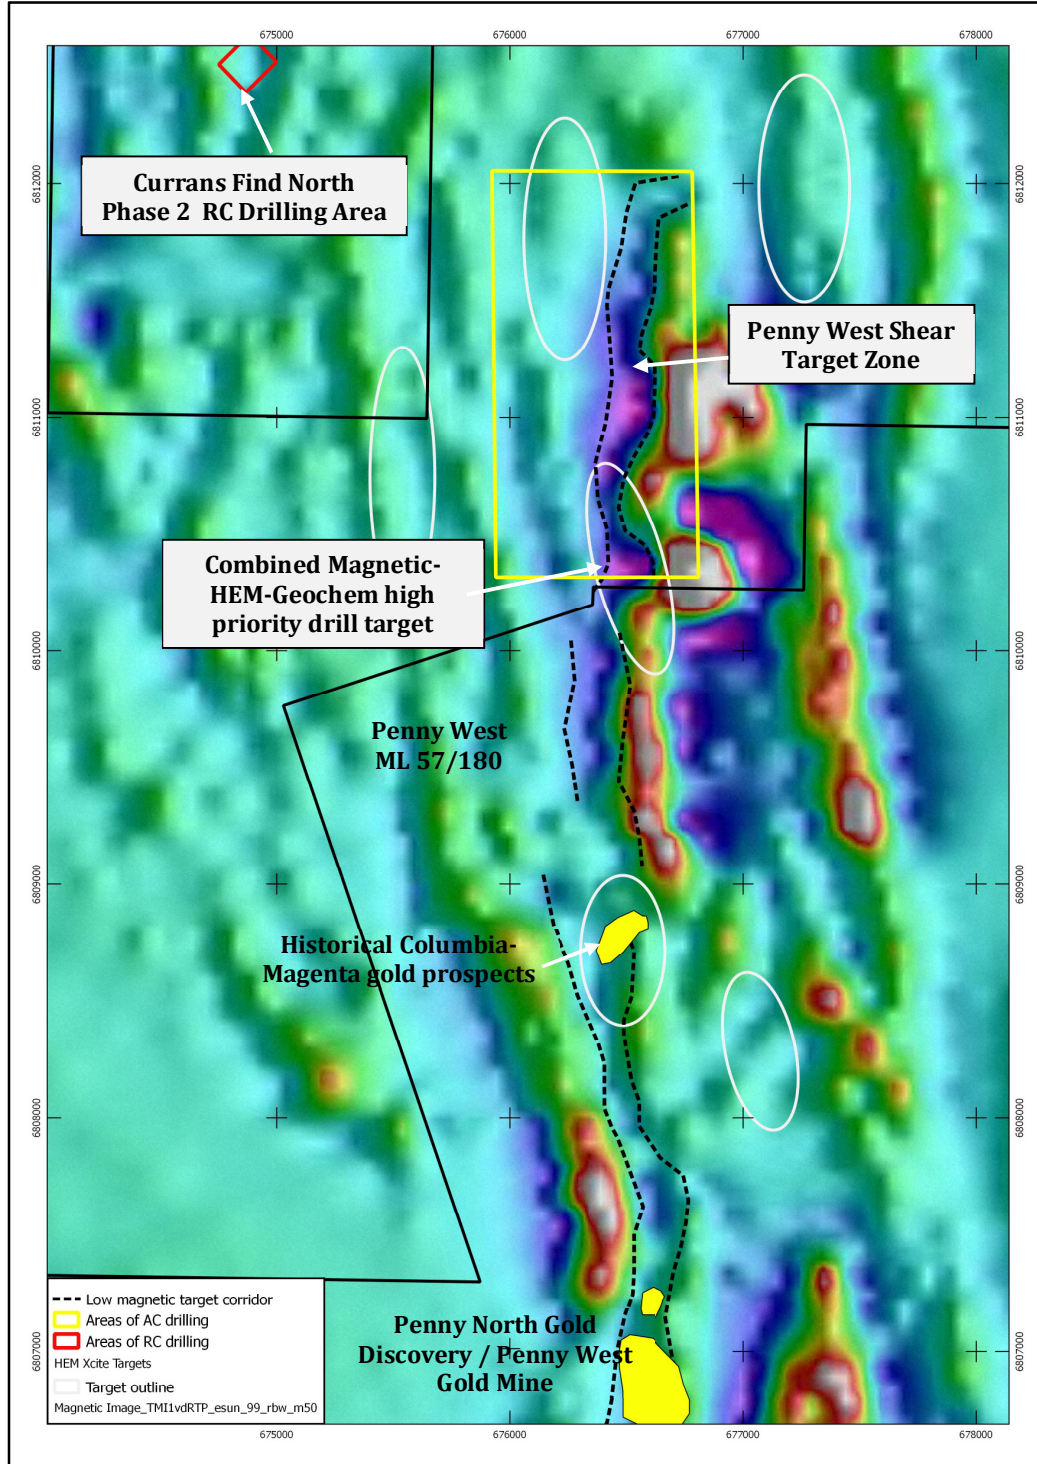 675000
676000
677000
678000
6812000
6812000
Currans Find North
Phase 2 RC Drilling Area
Penny West Shear
Target Zone
6811000
6811000
Combined Magnetic-
HEM-Geochem high
priority drill target
6810000
6810000
Penny West
ML 57/180
6809000
6809000
Historical Columbia-
Magenta gold prospects
6808000
6808000
Low magnetic target corridor
Areas of AC drilling
Areas of RC drilling
HEM Xcite Targets
Target outline
Magnetic Image_TMI1vdRTP_esun_99_rbw_m50
Penny North Gold
Discovery / Penny West
Gold Mine
6807000
6807000
675000
676000
677000
678000